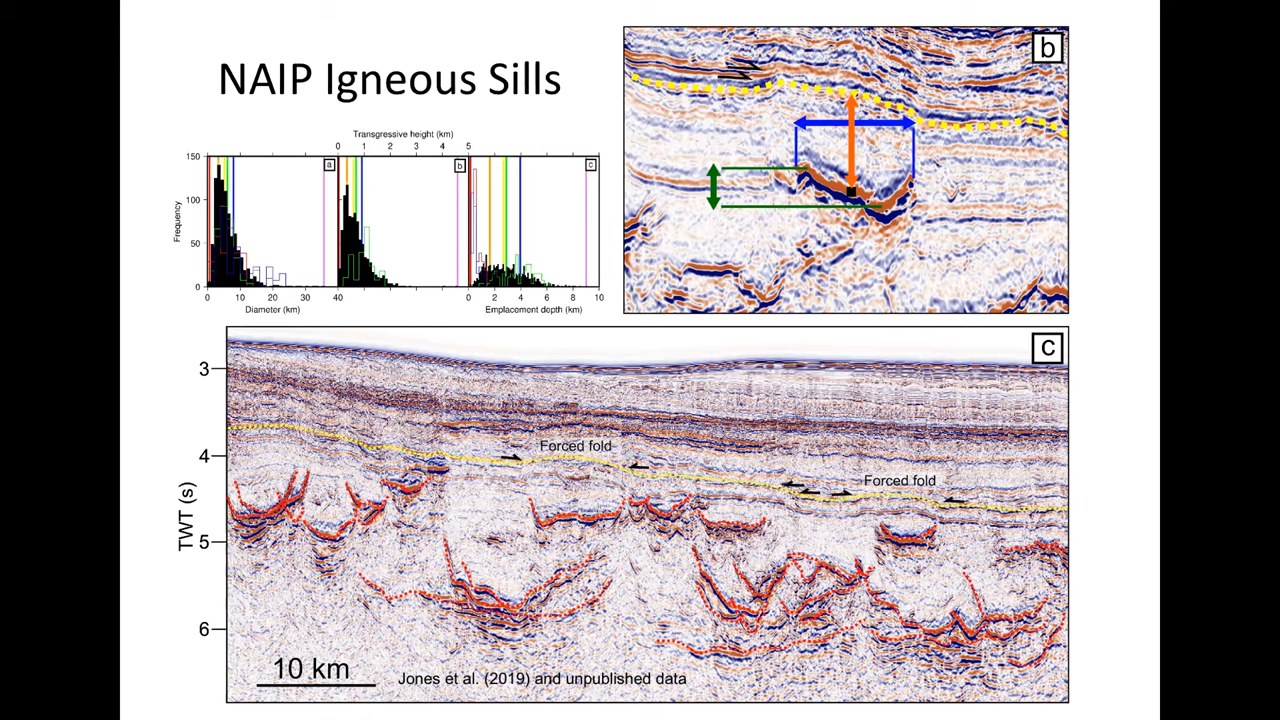 NAIP Igneous Sills
Transgressive height (km)
0 1 2 3 4 5
150
100
50
0
Frequency
a
b
c
0 10 20 30 40
0 2 4 6 8 10
Diameter (km)
Emplacement depth (km)
b
c
3
4
5
6
TWT (s)
Forced fold
Forced fold
10 km
Jones et al. (2019) and unpublished data